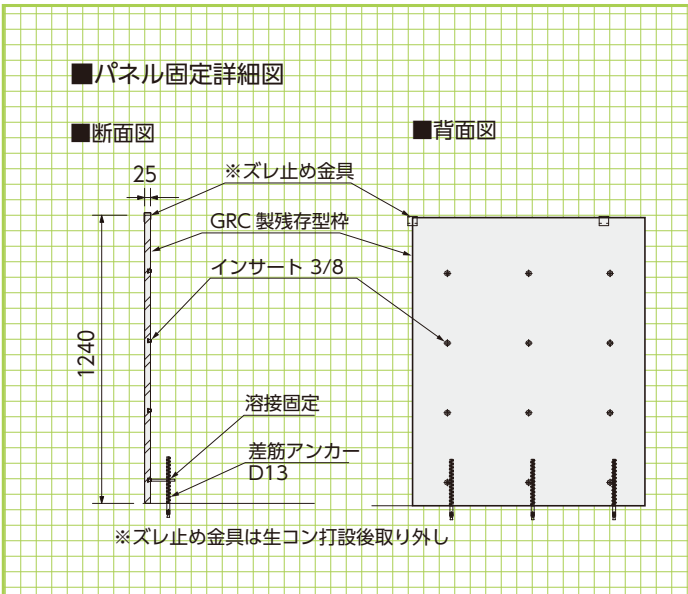 ■パネル固定詳細図
■断面図
■背面図
25
※ズレ止め金具
GRC 製残存型枠
インサート 3/8
1240
溶接固定
差筋アンカー
D13
※ズレ止め金具は生コン打設後取り外し